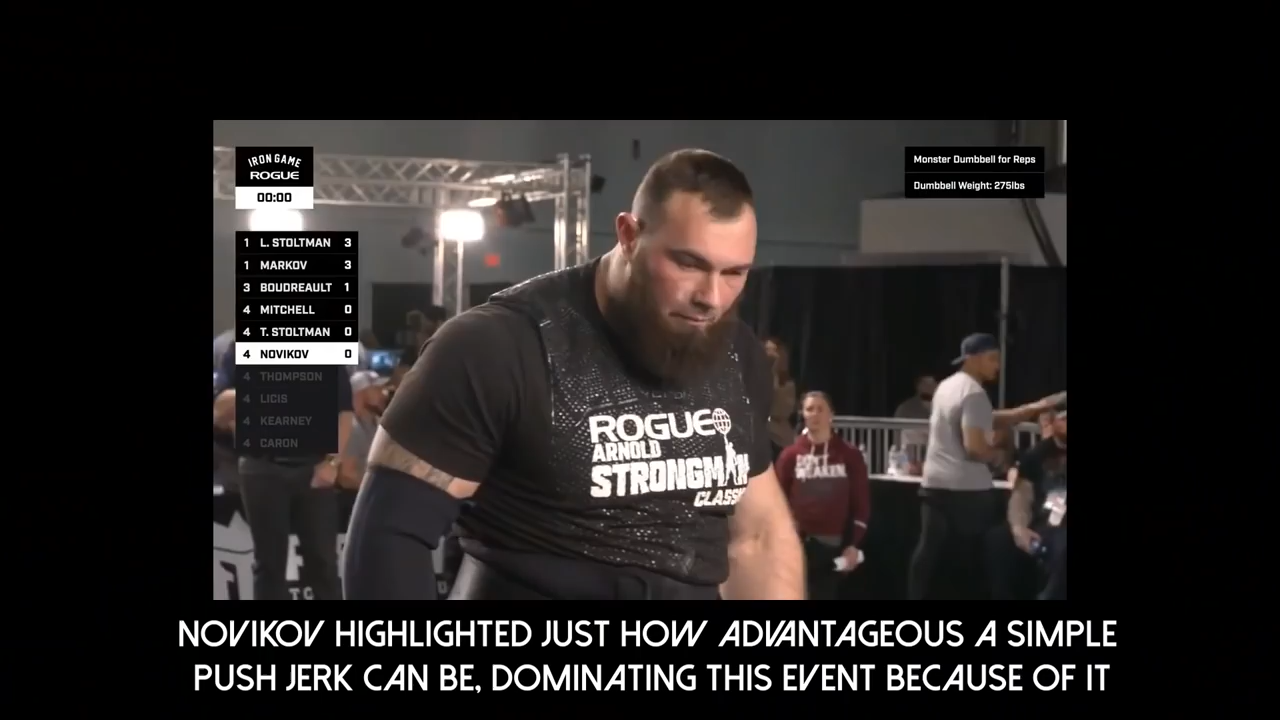 IRON GAME
ROGUE
00:00
Monster Dumbbell for Reps
Dumbbell Weight: 275lbs
1 L. STOLTMAN 3
1 MARKOV 3
3 BOUDREAULT 1
4 MITCHELL 0
4 T. STOLTMAN 0
4 NOVIKOV 0
4 THOMPSON
4 LICIS
4 KEARNEY
4 CARON
ROGUE
ARNOLD
STRONGMAN
CLASSIC
NOVIKOV HIGHLIGHTED JUST HOW ADVANTAGEOUS A SIMPLE
PUSH JERK CAN BE, DOMINATING THIS EVENT BECAUSE OF IT